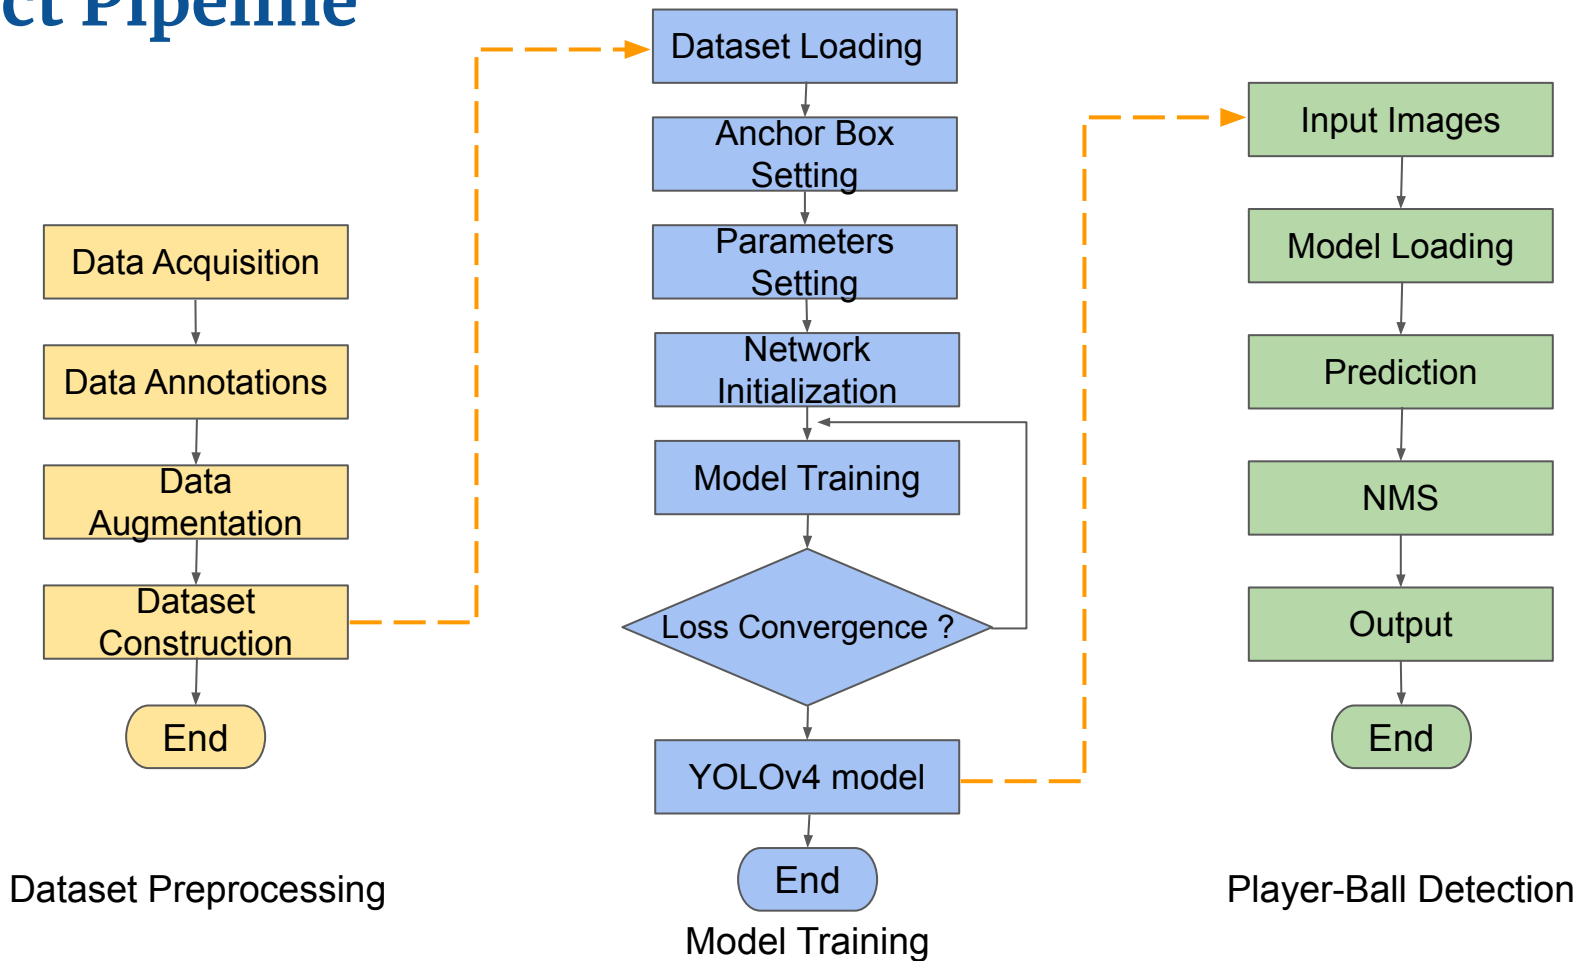 ct Pipeline
Data Acquisition
Data Annotations
Data
Augmentation
Dataset
Construction
End
Dataset Preprocessing
Dataset Loading
Anchor Box
Setting
Parameters
Setting
Network
Initialization
Model Training
Loss Convergence ?
YOLOv4 model
End
Model Training
Input Images
Model Loading
Prediction
NMS
Output
End
Player-Ball Detection